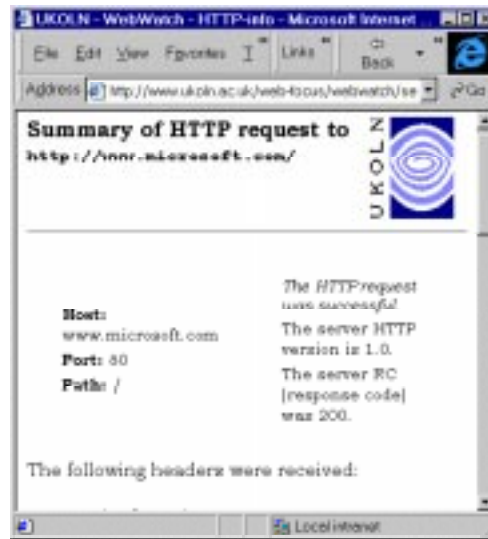 UKOLN - WebWatch - HTTP-info - Microsoft Internet ...
File Edit View Favorites T » Links » Back »
Address http://www.ukoln.ac.uk/web-focus/webwatch/se Go
Summary of HTTP request to
http://www.microsoft.com/
UKOLN
The HTTP request
was successful
Host:
www.microsoft.com
Port: 80
Path: /
The server HTTP
version is 1.0.
The server RC
[response code]
was 200.
The following headers were received:
Local intranet